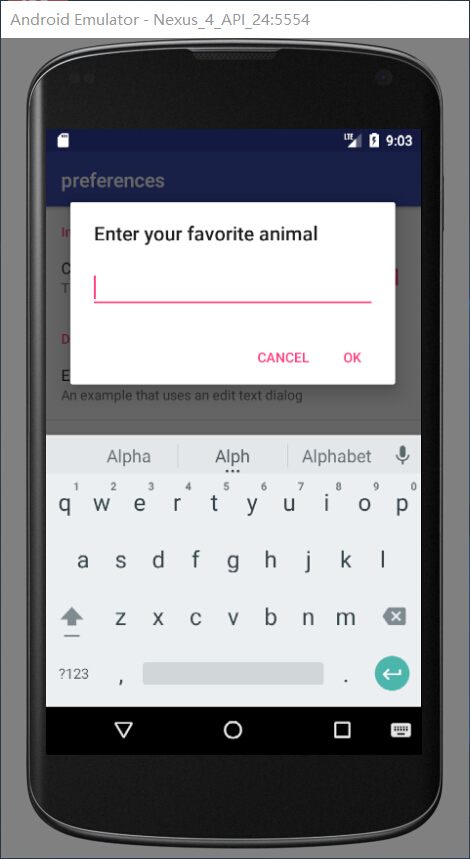 Android Emulator - Nexus_4_API_24:5554
LTE 9:03
preferences
Enter your favorite animal
CANCEL OK
An example that uses an edit text dialog
Alpha Alph Alphabet
1 2 3 4 5 6 7 8 9 0
q w e r t y u i o p
a s d f g h j k l
z x c v b n m
?123 , .